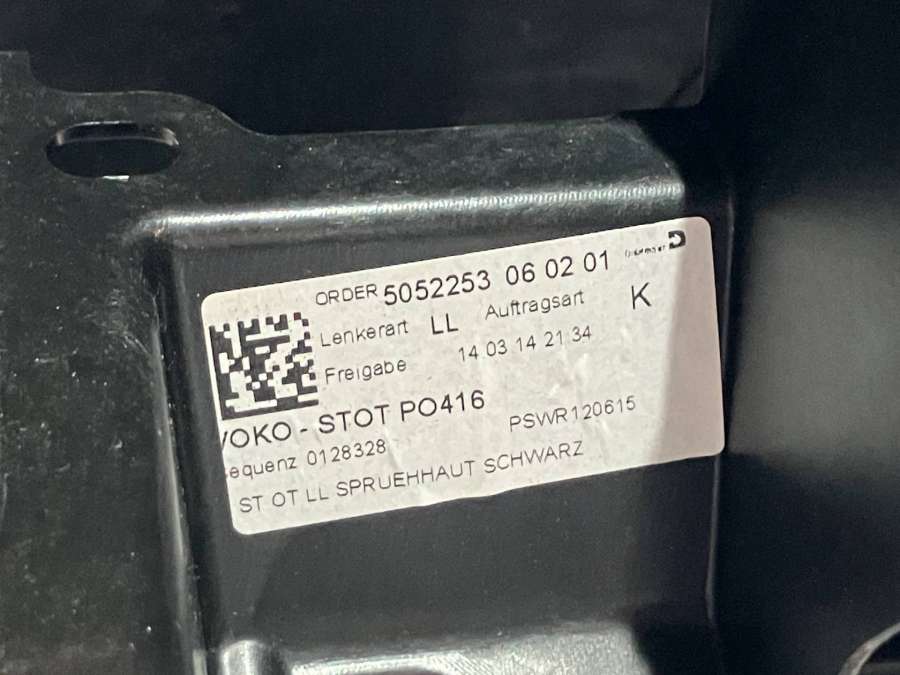 ORDER 5052253 06 02 01
Lenkerart LL Auftragsart K
Freigabe 14.03.14 21:34
VOKO - STOT PO416
equenz 0128328 PSWR120615
ST OT LL SPRUEHHAUT SCHWARZ